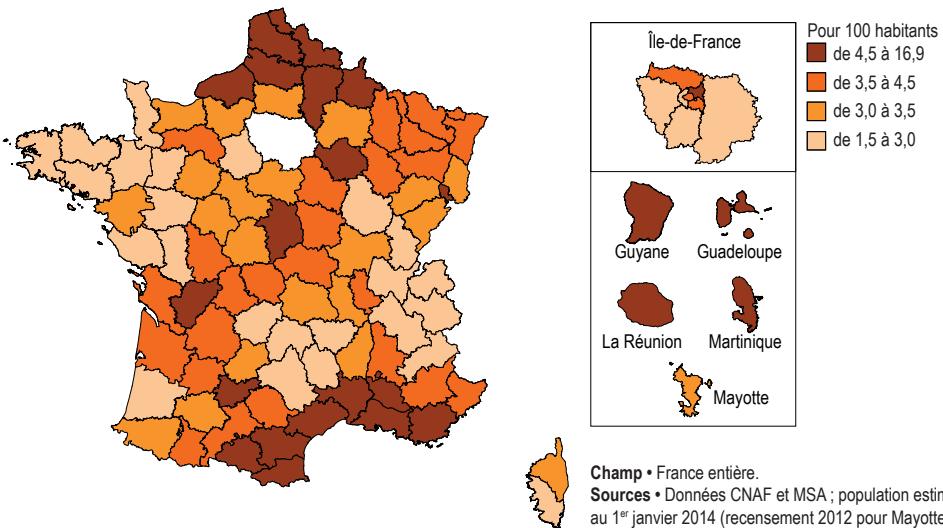 Île-de-France
Pour 100 habitants
de 4,5 à 16,9
de 3,5 à 4,5
de 3,0 à 3,5
de 1,5 à 3,0
Guyane Guadeloupe
La Réunion Martinique
Mayotte
Champ • France entière.
Sources • Données CNAF et MSA ; population
au 1er janvier 2014 (recensement 2012 pour Mayotte